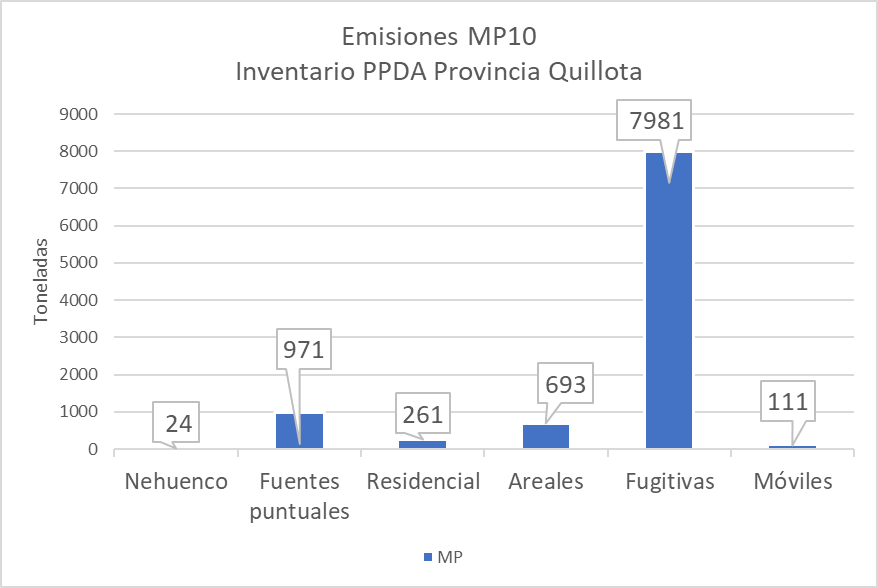 Emisiones MP10
Inventario PPDA Provincia Quillota
Toneladas
9000
8000
7000
6000
5000
4000
3000
2000
1000
0
24
971
261
693
7981
111
Nehuenco
Fuentes puntuales
Residencial
Areales
Fugitivas
Móviles
MP